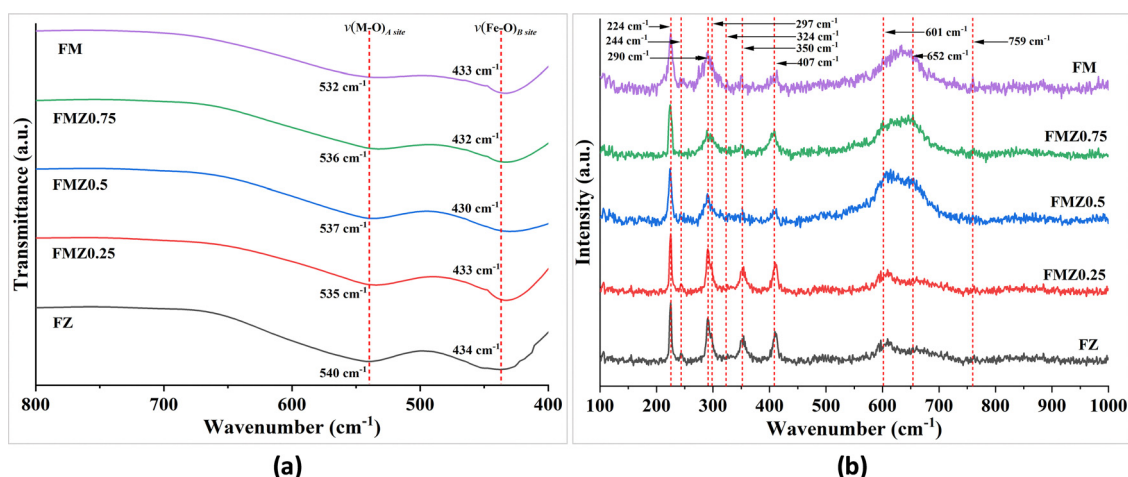 ν(M-O)A site
ν(Fe-O)B site
FM
433 cm⁻¹
532 cm⁻¹
FMZ0.75
432 cm⁻¹
536 cm⁻¹
FMZ0.5
430 cm⁻¹
537 cm⁻¹
FMZ0.25
433 cm⁻¹
535 cm⁻¹
FZ
434 cm⁻¹
540 cm⁻¹
Transmittance (a.u.)
800 700 600 500 400
Wavenumber (cm⁻¹)
(a)
224 cm⁻¹
244 cm⁻¹
290 cm⁻¹
297 cm⁻¹
324 cm⁻¹
350 cm⁻¹
407 cm⁻¹
601 cm⁻¹
652 cm⁻¹
759 cm⁻¹
FM
FMZ0.75
FMZ0.5
FMZ0.25
FZ
Intensity (a.u.)
100 200 300 400 500 600 700 800 900 1000
Wavenumber (cm⁻¹)
(b)